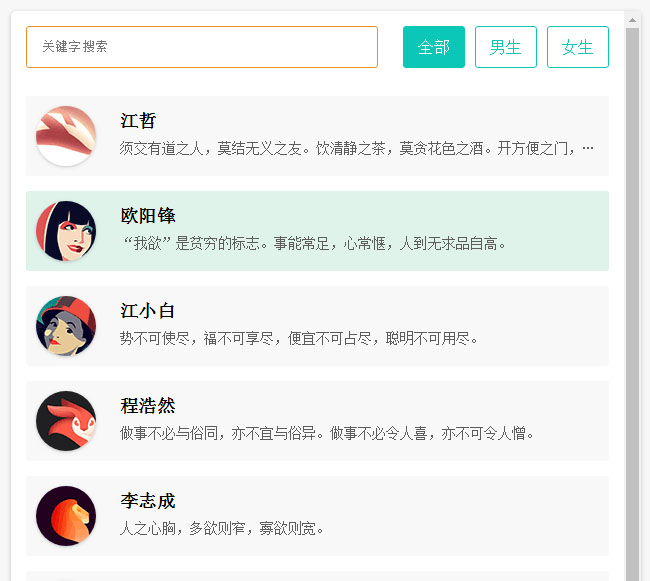 关键字搜索
全部
男生
女生
江哲
须交有道之人，莫结无义之友。饮清静之茶，莫贪花色之酒。开方便之门，…
欧阳锋
“我欲”是贫穷的标志。事能常足，心常惬，人到无求品自高。
江小白
势不可使尽，福不可享尽，便宜不可占尽，聪明不可用尽。
程浩然
做事不必与俗同，亦不宜与俗异。做事不必令人喜，亦不可令人憎。
李志成
人之心胸，多欲则窄，寡欲则宽。